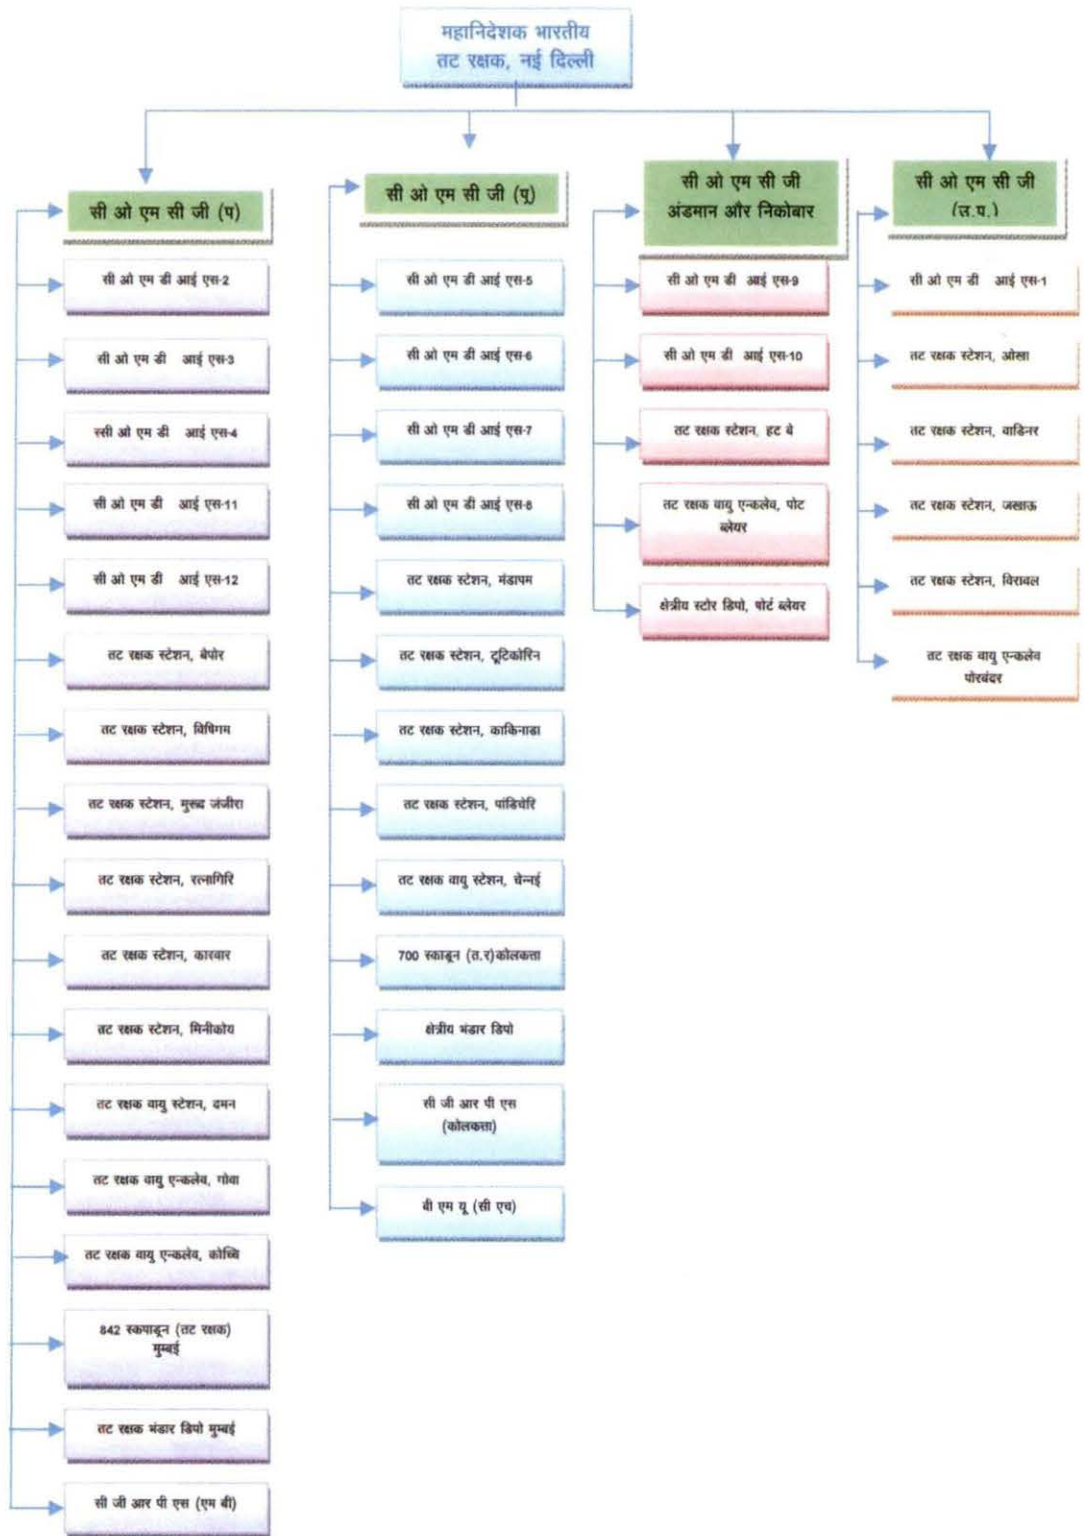 महानिदेशक भारतीय
तट रक्षक, नई दिल्ली
सी ओ एम सी जी (प)
सी ओ एम डी आई एस-2
सी ओ एम डी आई एस-3
स्सी ओ एम डी आई एस-4
सी ओ एम डी आई एस-11
सी ओ एम डी आई एस-12
तट रक्षक स्टेशन, बेपोर
तट रक्षक स्टेशन, विषिगम
तट रक्षक स्टेशन, मुरूद जंजीरा
तट रक्षक स्टेशन, रत्नागिरि
तट रक्षक स्टेशन, कारवार
तट रक्षक स्टेशन, मिनीकोय
तट रक्षक वायु स्टेशन, दमन
तट रक्षक वायु एन्कलेव, गोवा
तट रक्षक वायु एन्कलेव, कोच्चि
842 स्कपाड्रन (तट रक्षक)
मुम्बई
तट रक्षक भंडार डिपो मुम्बई
सी जी आर पी एस (एम बी)
सी ओ एम सी जी (पू)
सी ओ एम डी आई एस-5
सी ओ एम डी आई एस-6
सी ओ एम डी आई एस-7
सी ओ एम डी आई एस-8
तट रक्षक स्टेशन, मंडापम
तट रक्षक स्टेशन, टूटिकोरिन
तट रक्षक स्टेशन, काकिनाडा
तट रक्षक स्टेशन, पांडिचेरि
तट रक्षक वायु स्टेशन, चेन्नई
700 स्काड्रन (त.र)कोलकत्ता
क्षेत्रीय भंडार डिपो
सी जी आर पी एस
(कोलकत्ता)
बी एम यू (सी एच)
सी ओ एम सी जी
अंडमान और निकोबार
सी ओ एम डी आई एस-9
सी ओ एम डी आई एस-10
तट रक्षक स्टेशन, हट बे
तट रक्षक वायु एन्कलेव, पोट
ब्लेयर
क्षेत्रीय स्टोर डिपो, पोर्ट ब्लेयर
सी ओ एम सी जी
(उ.प.)
सी ओ एम डी आई एस-1
तट रक्षक स्टेशन, ओखा
तट रक्षक स्टेशन, वाडिनर
तट रक्षक स्टेशन, जखाऊ
तट रक्षक स्टेशन, विरावल
तट रक्षक वायु एन्कलेव
पोरबंदर